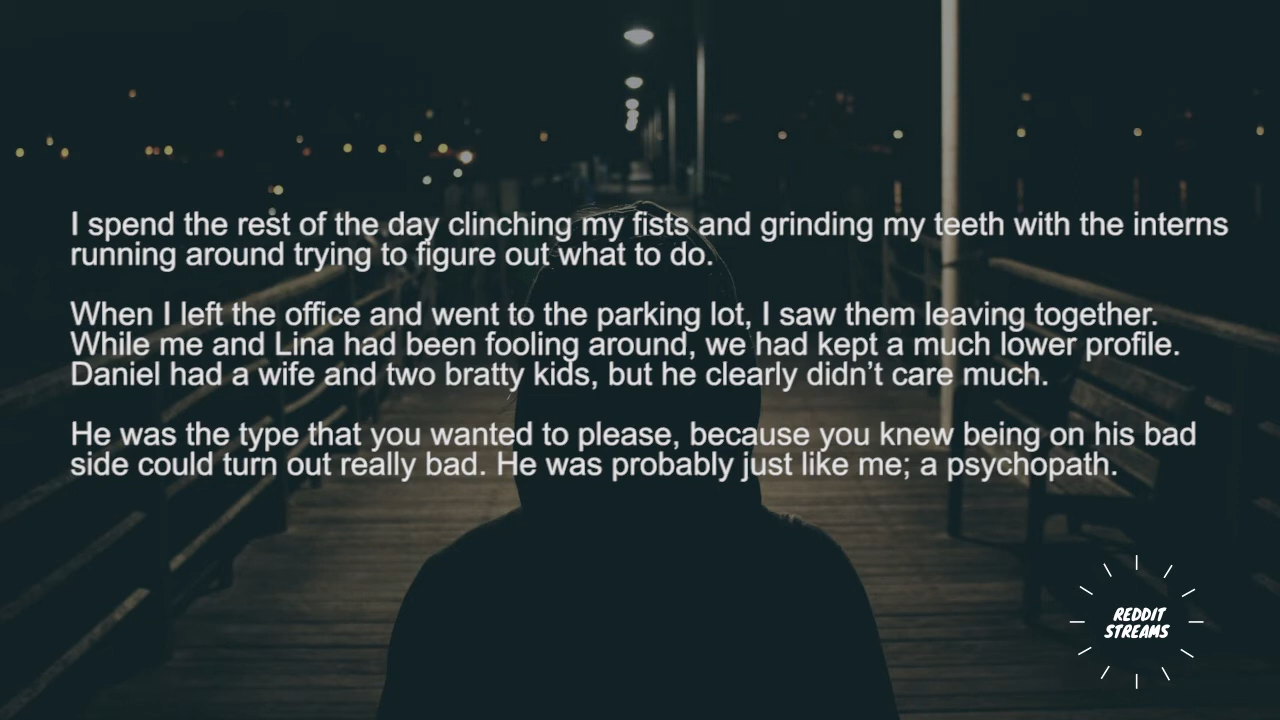 I spend the rest of the day clinching my fists and grinding my teeth with the interns
running around trying to figure out what to do.
When I left the office and went to the parking lot, I saw them leaving together.
While me and Lina had been fooling around, we had kept a much lower profile.
Daniel had a wife and two bratty kids, but he clearly didn’t care much.
He was the type that you wanted to please, because you knew being on his bad
side could turn out really bad. He was probably just like me; a psychopath.
REDDIT
STREAMS